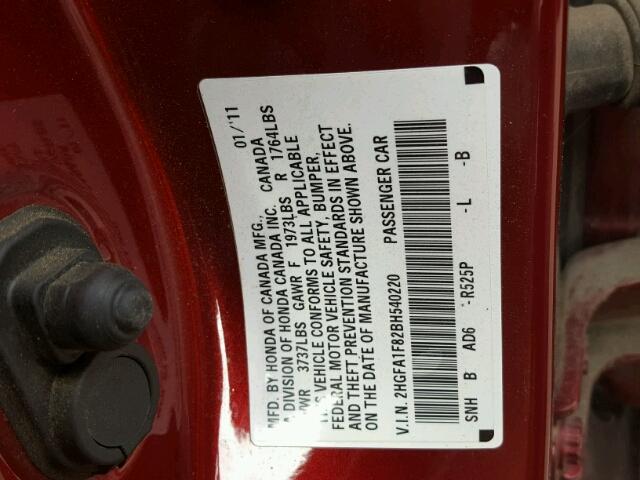 MFD. BY HONDA OF CANADA MFG., 01/'11
A DIVISION OF HONDA CANADA INC. CANADA
3737LBS GAWR F 1973LBS R 1764LBS
VEHICLE CONFORMS TO ALL APPLICABLE
FEDERAL MOTOR VEHICLE SAFETY, BUMPER,
AND THEFT PREVENTION STANDARDS IN EFFECT
ON THE DATE OF MANUFACTURE SHOWN ABOVE.
V.I.N. 2HGFA1F82BH540220 PASSENGER CAR
SNH B AD6 -R525P -L -B